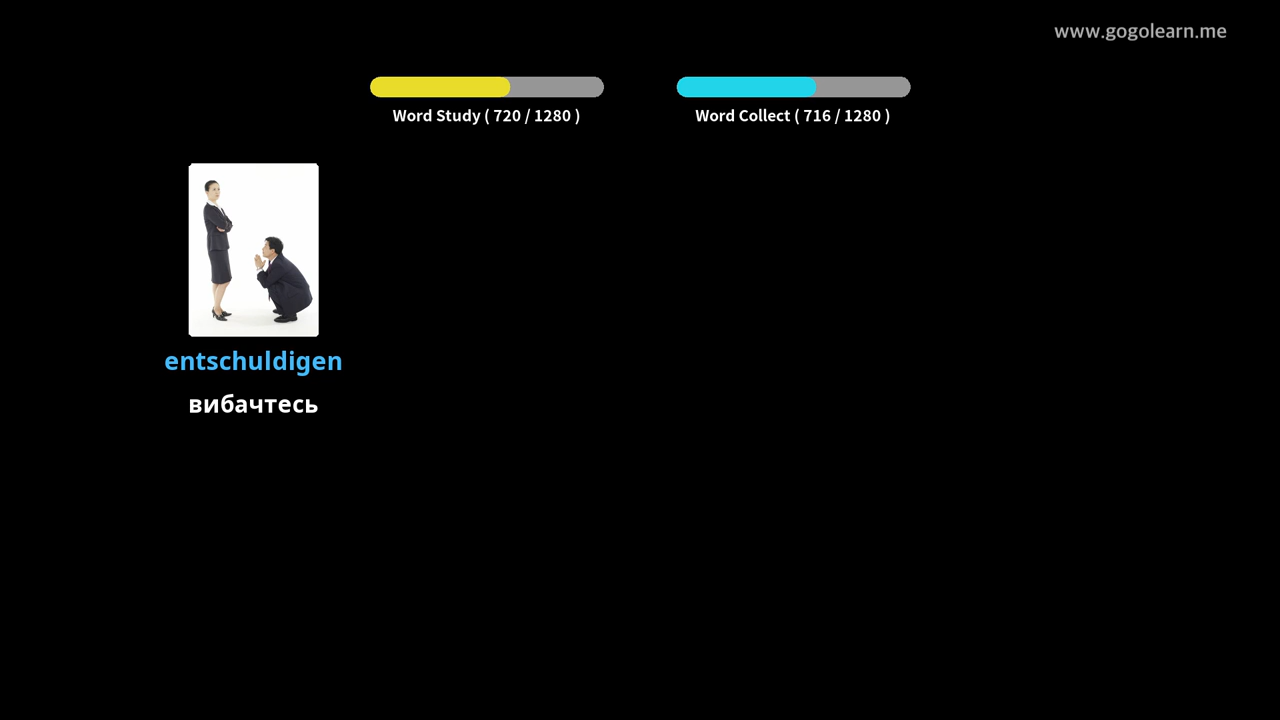 www.gogolearn.me
Word Study ( 720 / 1280 )
Word Collect ( 716 / 1280 )
entschuldigen
вибачтесь